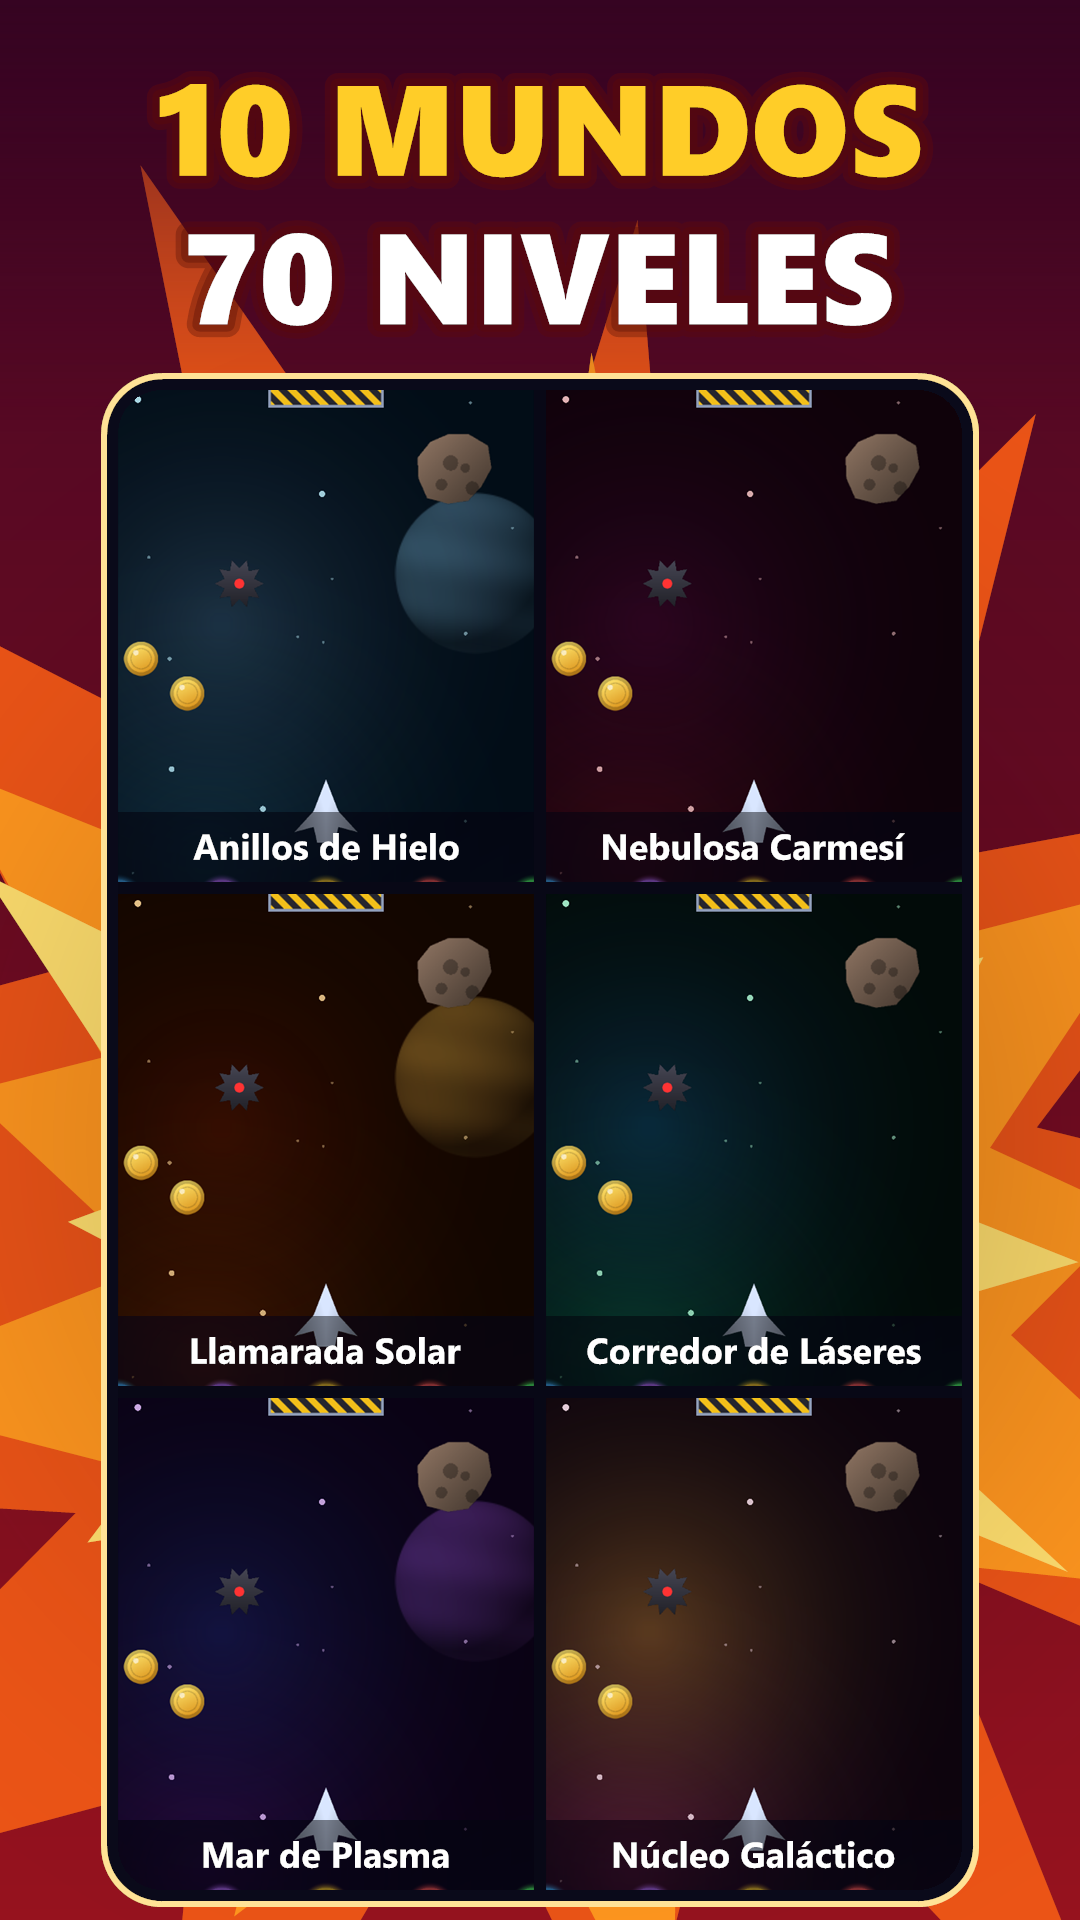 10 MUNDOS
70 NIVELES
Anillos de Hielo
Nebulosa Carmesí
Llamarada Solar
Corredor de Láseres
Mar de Plasma
Núcleo Galáctico